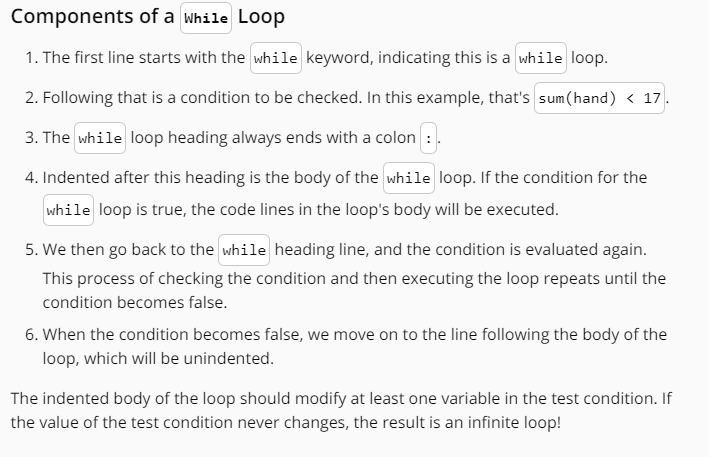 Components of a While Loop
1. The first line starts with the while keyword, indicating this is a while loop.
2. Following that is a condition to be checked. In this example, that's sum(hand) < 17.
3. The while loop heading always ends with a colon :.
4. Indented after this heading is the body of the while loop. If the condition for the
while loop is true, the code lines in the loop's body will be executed.
5. We then go back to the while heading line, and the condition is evaluated again.
This process of checking the condition and then executing the loop repeats until the
condition becomes false.
6. When the condition becomes false, we move on to the line following the body of the
loop, which will be unindented.
The indented body of the loop should modify at least one variable in the test condition. If
the value of the test condition never changes, the result is an infinite loop!